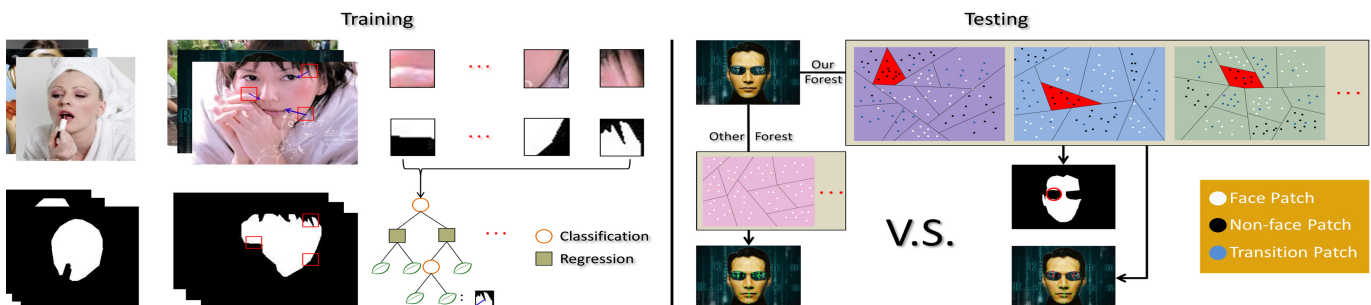 Training
Classification
Regression
:
Testing
Our
Forest
Other Forest
V.S.
Face Patch
Non-face Patch
Transition Patch